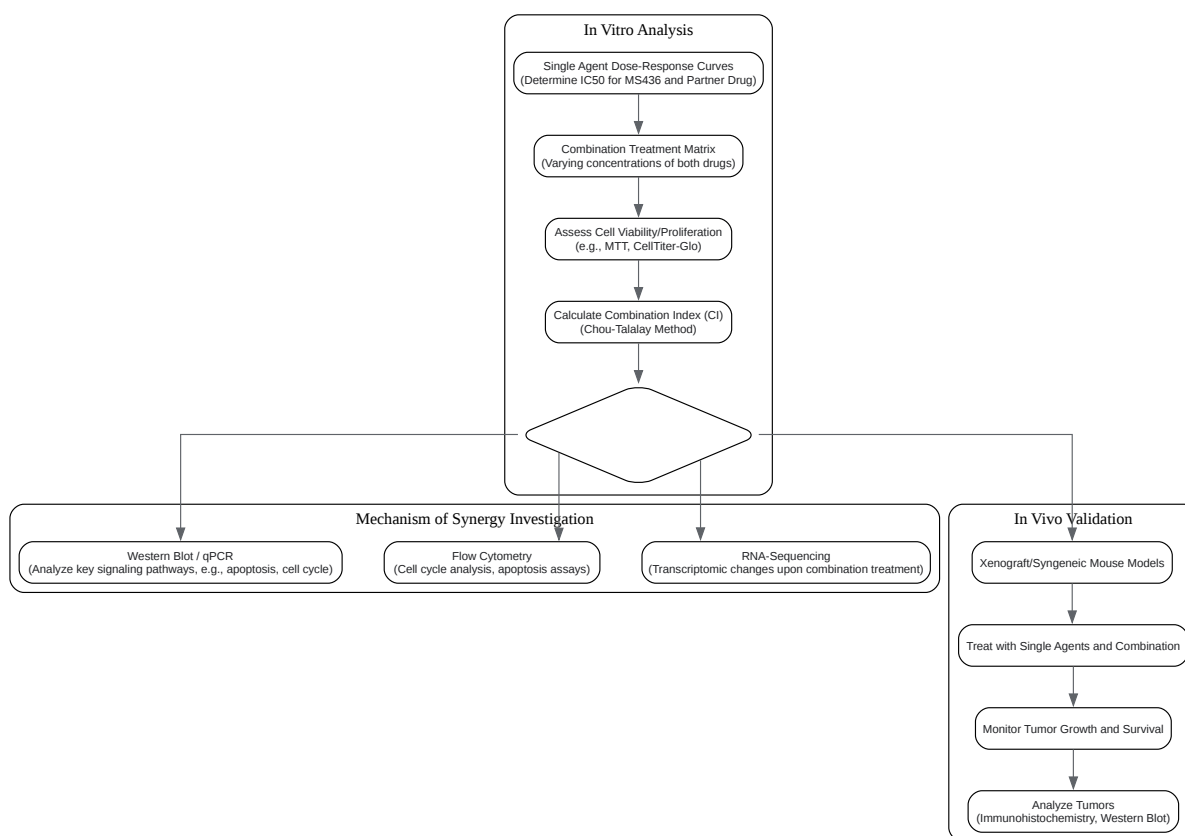 In Vitro Analysis
Single Agent Dose-Response Curves
(Determine IC50 for MS436 and Partner Drug)
Combination Treatment Matrix
(Varying concentrations of both drugs)
Assess Cell Viability/Proliferation
(e.g., MTT, CellTiter-Glo)
Calculate Combination Index (CI)
(Chou-Talalay Method)
Mechanism of Synergy Investigation
Western Blot / qPCR
(Analyze key signaling pathways, e.g., apoptosis, cell cycle)
Flow Cytometry
(Cell cycle analysis, apoptosis assays)
RNA-Sequencing
(Transcriptomic changes upon combination treatment)
In Vivo Validation
Xenograft/Syngeneic Mouse Models
Treat with Single Agents and Combination
Monitor Tumor Growth and Survival
Analyze Tumors
(Immunohistochemistry, Western Blot)